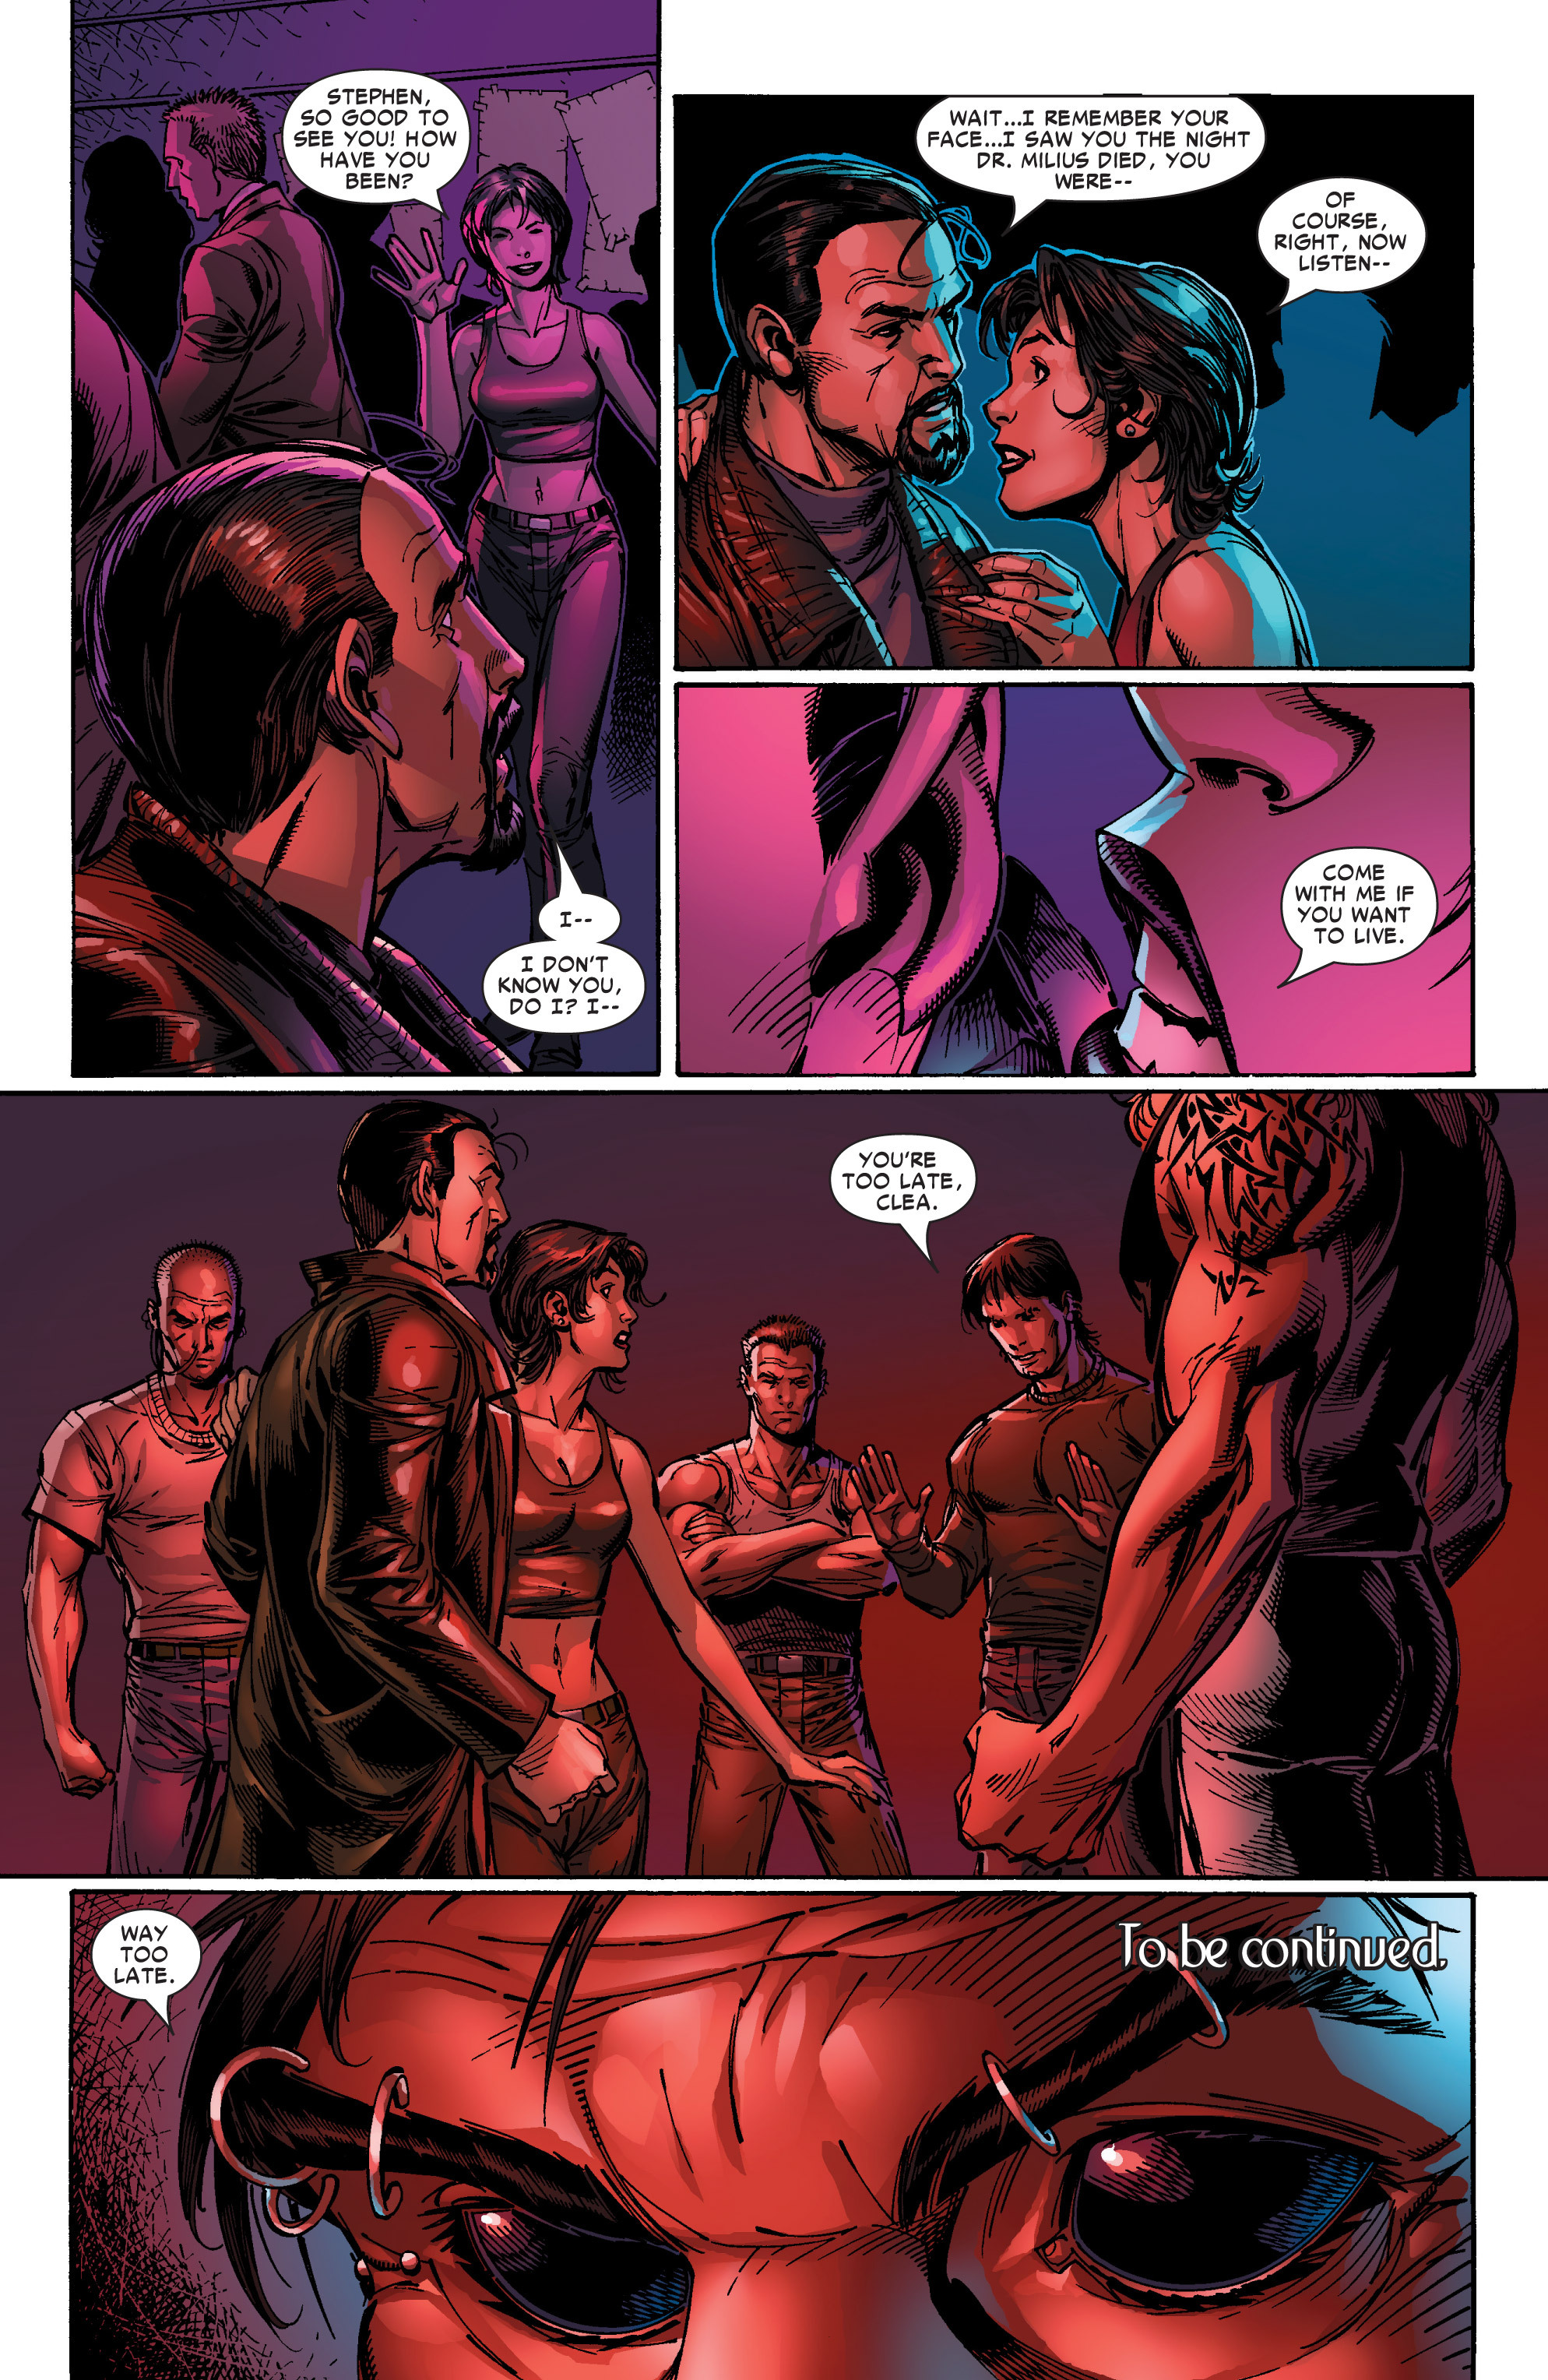 STEPHEN,
SO GOOD TO
SEE YOU! HOW
HAVE YOU
BEEN?
I--
I DON'T
KNOW YOU,
DO I? I--
WAIT...I REMEMBER YOUR
FACE...I SAW YOU THE NIGHT
DR. MILIUS DIED, YOU
WERE--
OF
COURSE,
RIGHT, NOW
LISTEN--
COME
WITH ME IF
YOU WANT
TO LIVE.
YOU'RE
TOO LATE,
CLEA.
WAY
TOO
LATE.
To be continued.